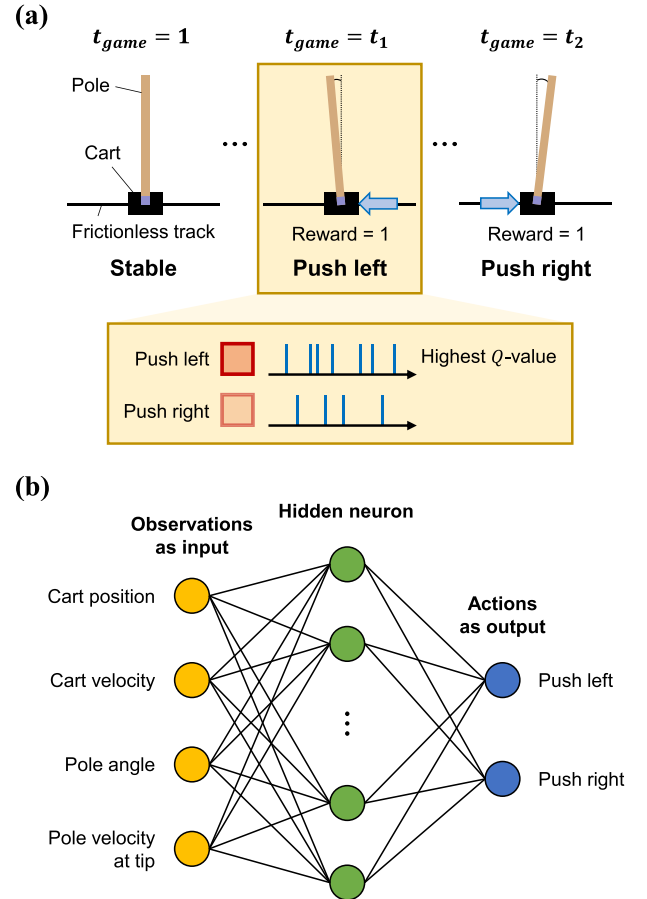 (a)
t_game = 1
t_game = t_1
t_game = t_2
Pole
Cart
Frictionless track
Stable
...
Reward = 1
Push left
...
Reward = 1
Push right
Push left
Highest Q-value
Push right
(b)
Observations
as input
Hidden neuron
Actions
as output
Cart position
Cart velocity
Pole angle
Pole velocity
at tip
...
Push left
Push right